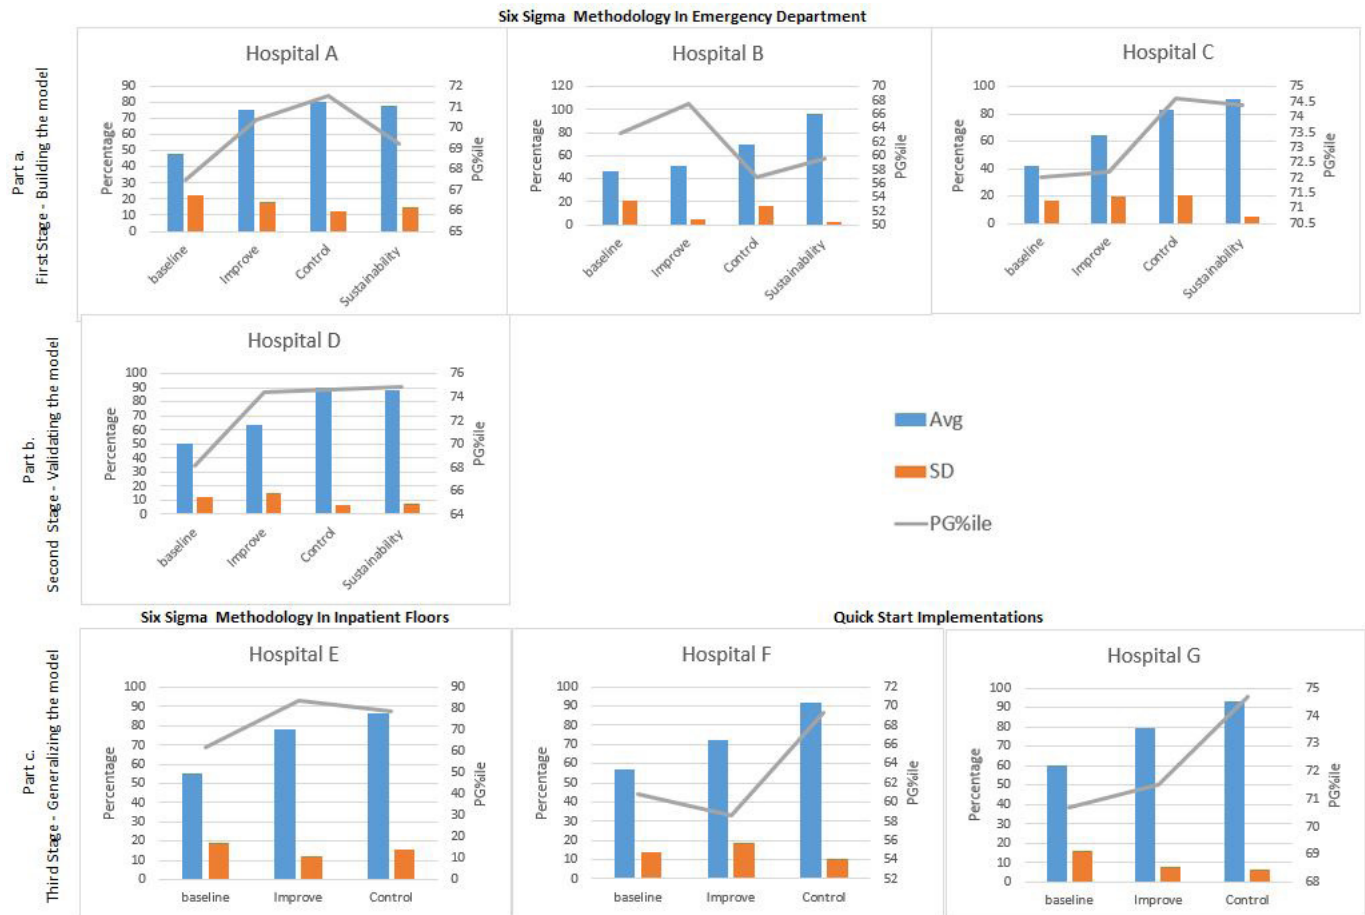 Six Sigma Methodology In Emergency Department
Part a.
First Stage - Building the model
Hospital A
Percentage
90
80
70
60
50
40
30
20
10
0
72
71
70
69
68
67
66
65
PG%ile
baseline
Improve
Control
Sustainability
Hospital B
Percentage
120
100
80
60
40
20
0
70
68
66
64
62
60
58
56
54
52
50
PG%ile
baseline
Improve
Control
Sustainability
Hospital C
Percentage
100
80
60
40
20
0
75
74.5
74
73.5
73
72.5
72
71.5
71
70.5
PG%ile
baseline
Improve
Control
Sustainability
Part b.
Second Stage - Validating the model
Hospital D
Percentage
100
90
80
70
60
50
40
30
20
10
0
76
74
72
70
68
66
64
PG%ile
baseline
Improve
Control
Sustainability
Avg
SD
PG%ile
Six Sigma Methodology In Inpatient Floors
Quick Start Implementations
Part c.
Third Stage - Generalizing the model
Hospital E
Percentage
100
90
80
70
60
50
40
30
20
10
0
90
80
70
60
50
40
30
20
10
0
PG%ile
baseline
Improve
Control
Hospital F
Percentage
100
90
80
70
60
50
40
30
20
10
0
72
70
68
66
64
62
60
58
56
54
52
PG%ile
baseline
Improve
Control
Hospital G
Percentage
100
90
80
70
60
50
40
30
20
10
0
75
74
73
72
71
70
69
68
PG%ile
baseline
Improve
Control